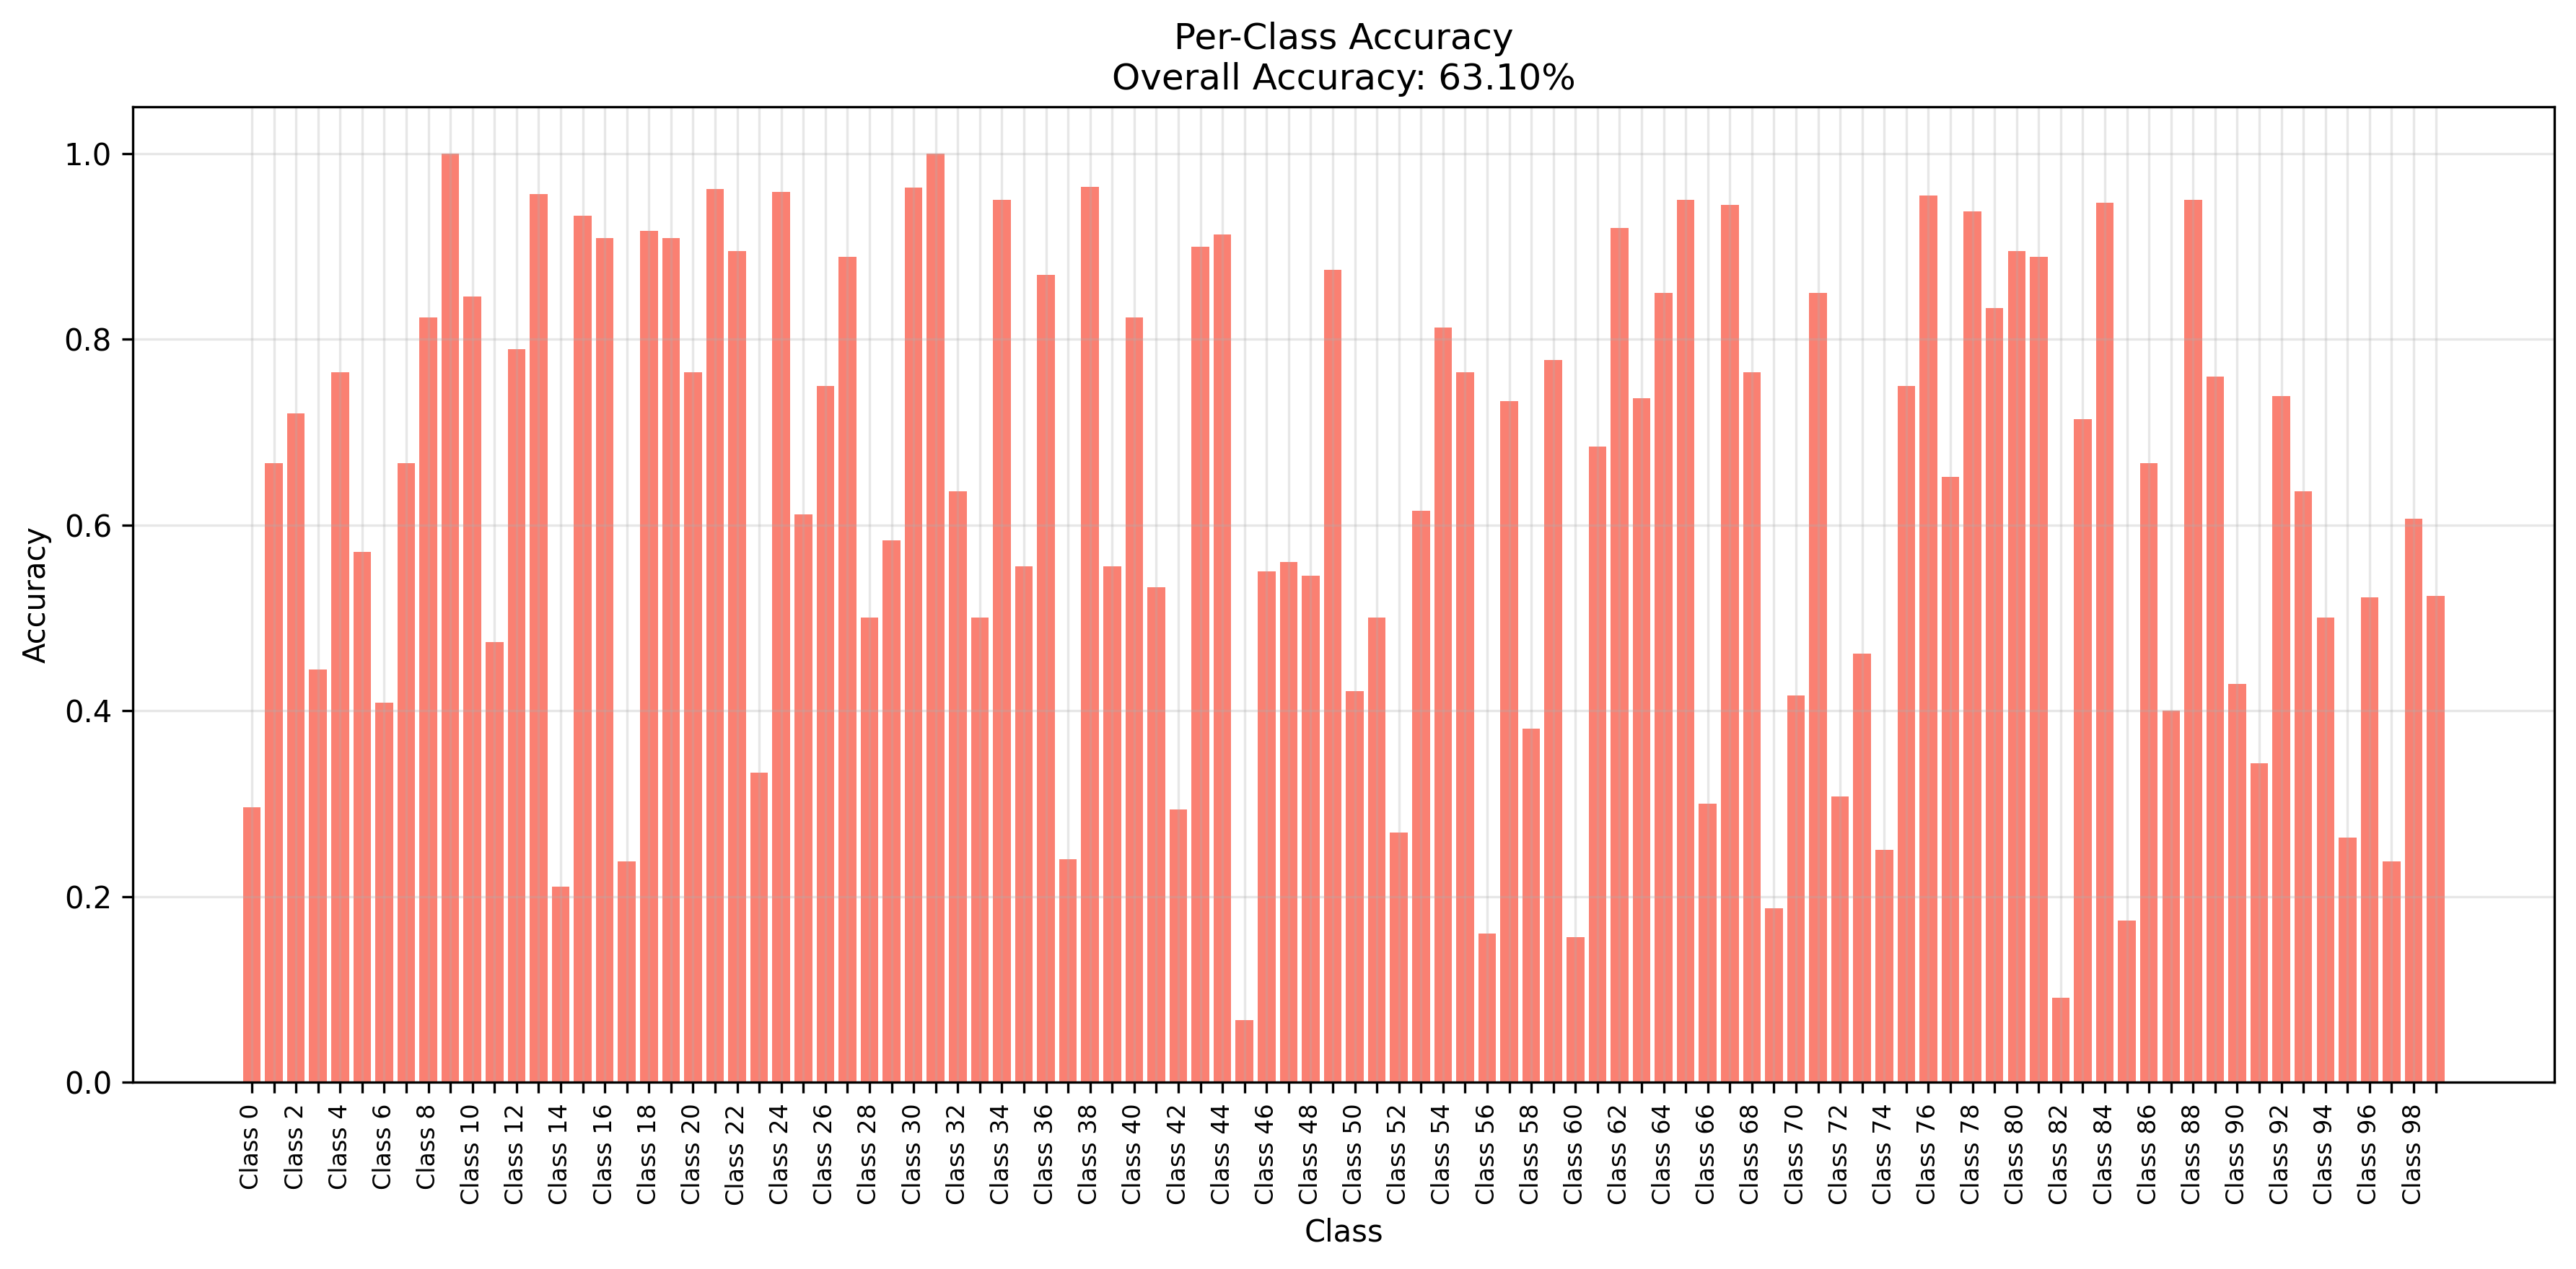 Per-Class Accuracy
Overall Accuracy: 63.10%
Accuracy
1.0
0.8
0.6
0.4
0.2
0.0
Class 0
Class 2
Class 4
Class 6
Class 8
Class 10
Class 12
Class 14
Class 16
Class 18
Class 20
Class 22
Class 24
Class 26
Class 28
Class 30
Class 32
Class 34
Class 36
Class 38
Class 40
Class 42
Class 44
Class 46
Class 48
Class 50
Class 52
Class 54
Class 56
Class 58
Class 60
Class 62
Class 64
Class 66
Class 68
Class 70
Class 72
Class 74
Class 76
Class 78
Class 80
Class 82
Class 84
Class 86
Class 88
Class 90
Class 92
Class 94
Class 96
Class 98
Class